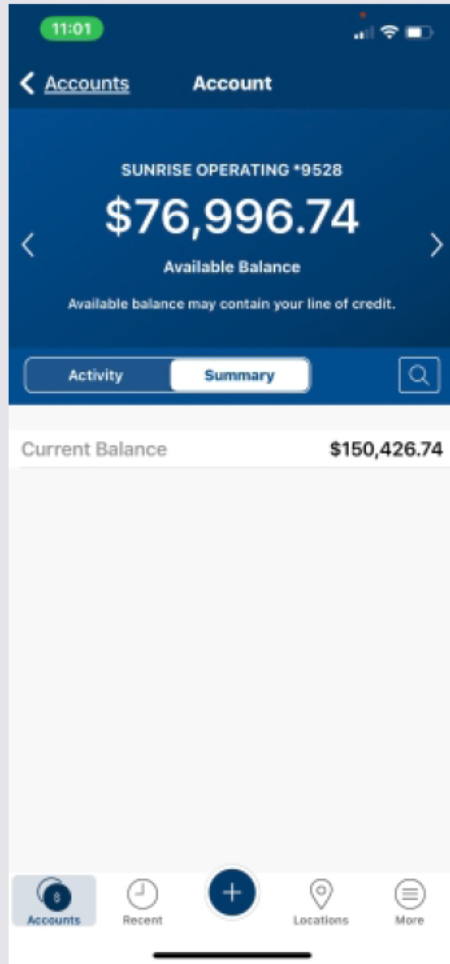 11:01
Accounts Account
SUNRISE OPERATING *9528
$76,996.74
Available Balance
Available balance may contain your line of credit.
Activity Summary
Current Balance $150,426.74
Accounts Recent + Locations More